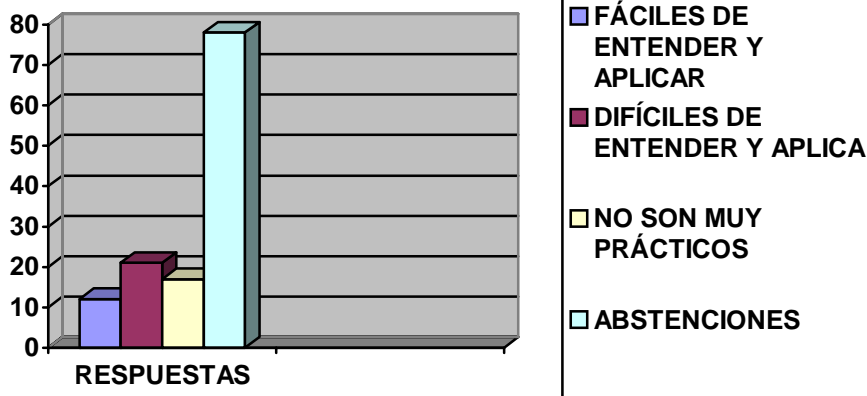 80
70
60
50
40
30
20
10
0
RESPUESTAS
FÁCILES DE
ENTENDER Y
APLICAR
DIFÍCILES DE
ENTENDER Y APLICA
NO SON MUY
PRÁCTICOS
ABSTENCIONES